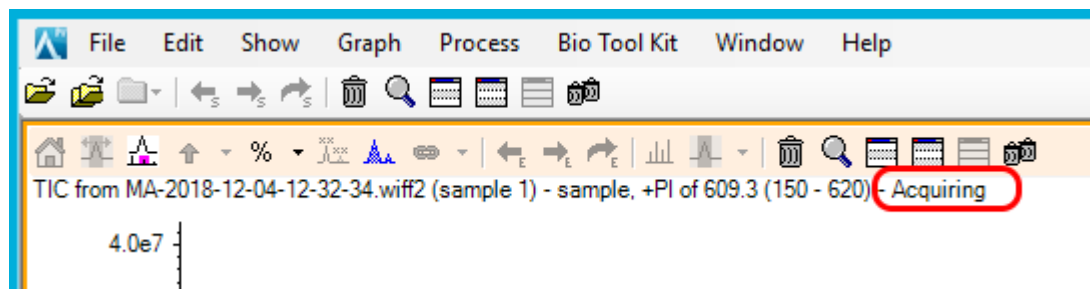 File Edit Show Graph Process Bio Tool Kit Window Help
%
TIC from MA-2018-12-04-12-32-34.wiff2 (sample 1) - sample, +PI of 609.3 (150 - 620) - Acquiring
4.0e7